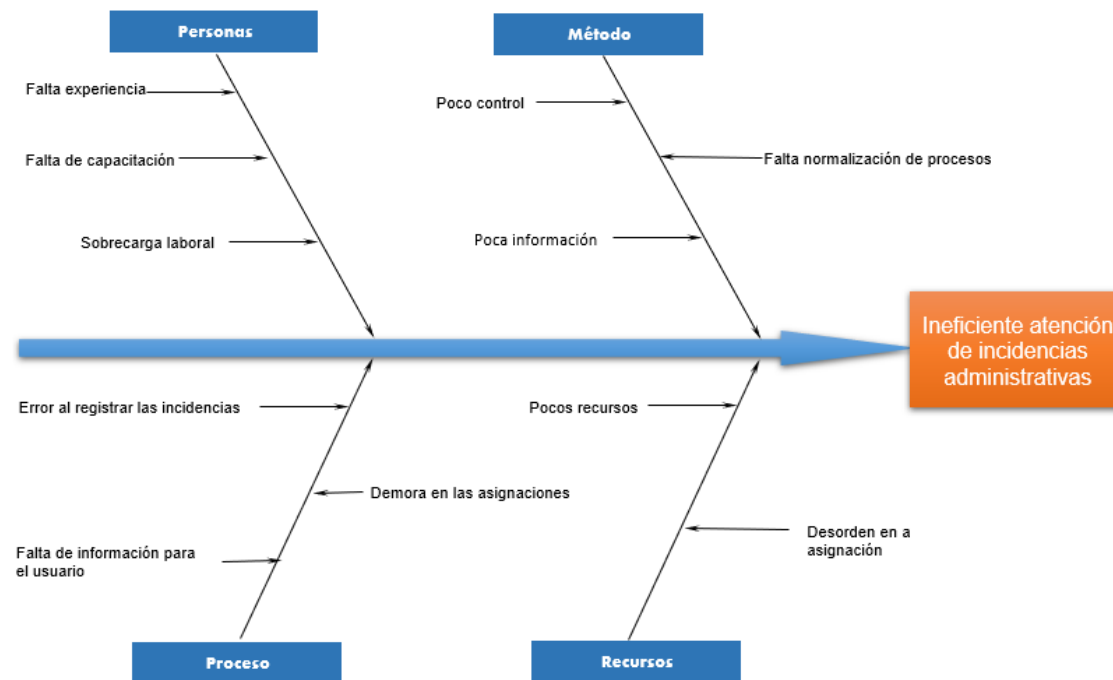 Personas
Método
Falta experiencia
Poco control
Falta de capacitación
Falta normalización de procesos
Sobrecarga laboral
Poca información
Ineficiente atención
de incidencias
administrativas
Error al registrar las incidencias
Pocos recursos
Demora en las asignaciones
Desorden en a
asignación
Falta de información para
el usuario
Proceso
Recursos